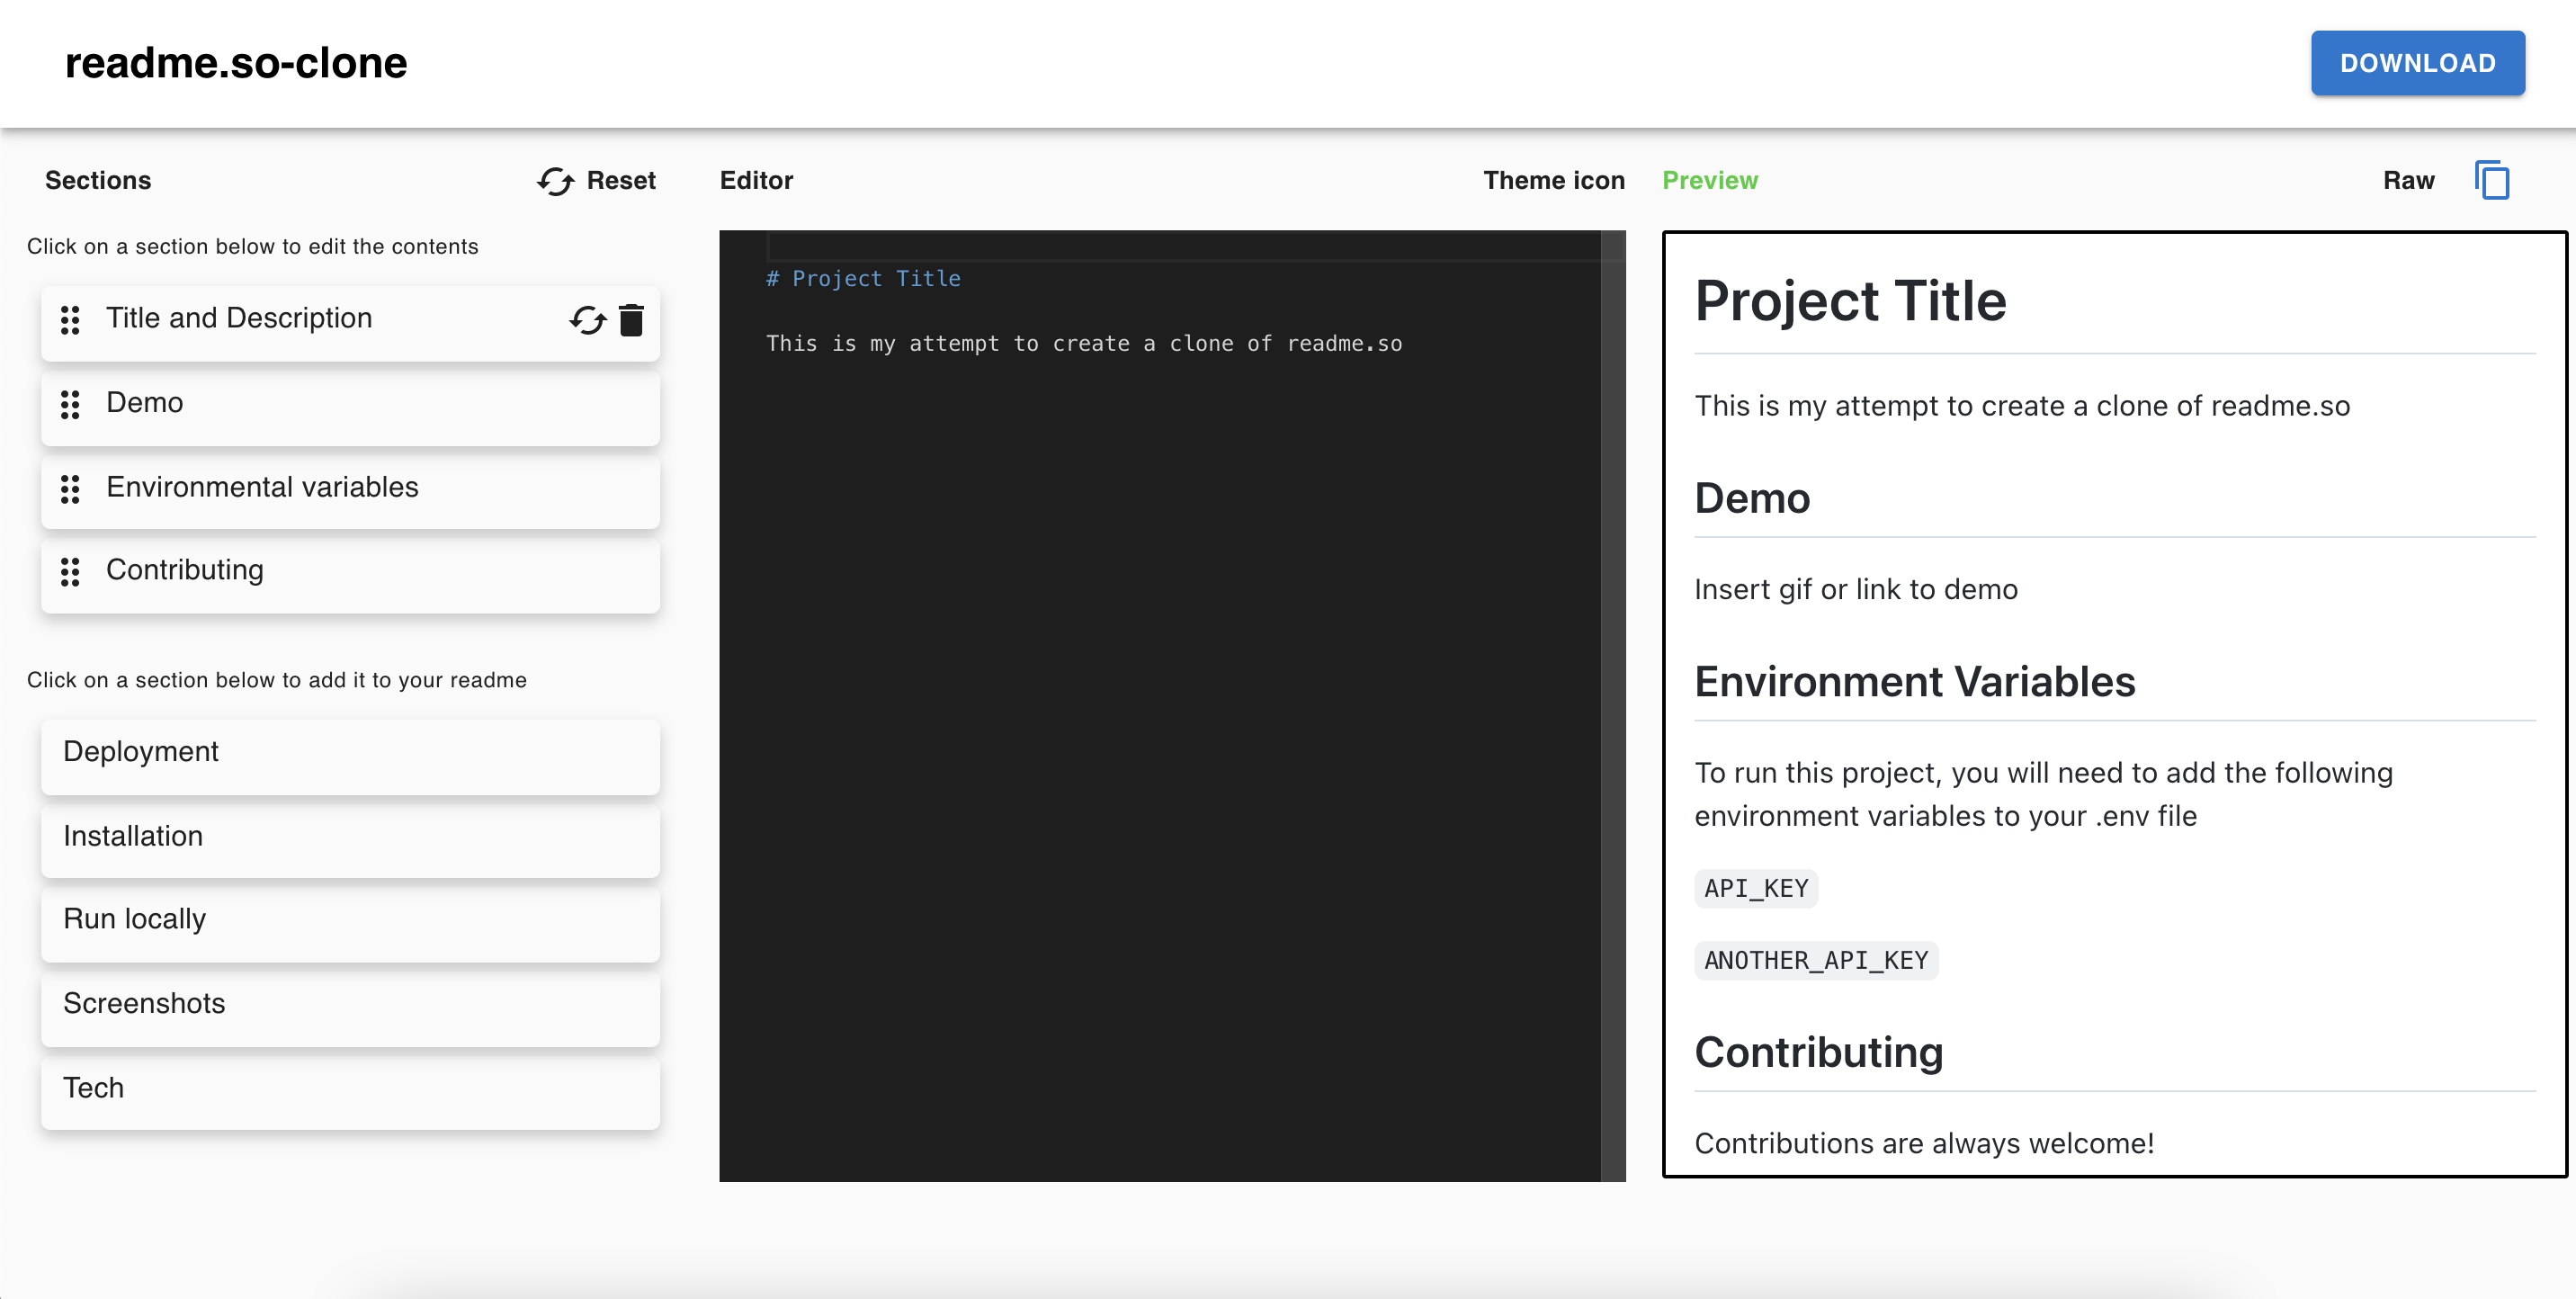 readme.so-clone
DOWNLOAD
Sections
Reset
Click on a section below to edit the contents
Title and Description
Demo
Environmental variables
Contributing
Click on a section below to add it to your readme
Deployment
Installation
Run locally
Screenshots
Tech
Editor
Theme icon
# Project Title
This is my attempt to create a clone of readme.so
Preview
Raw
Project Title
This is my attempt to create a clone of readme.so
Demo
Insert gif or link to demo
Environment Variables
To run this project, you will need to add the following
environment variables to your .env file
API_KEY
ANOTHER_API_KEY
Contributing
Contributions are always welcome!